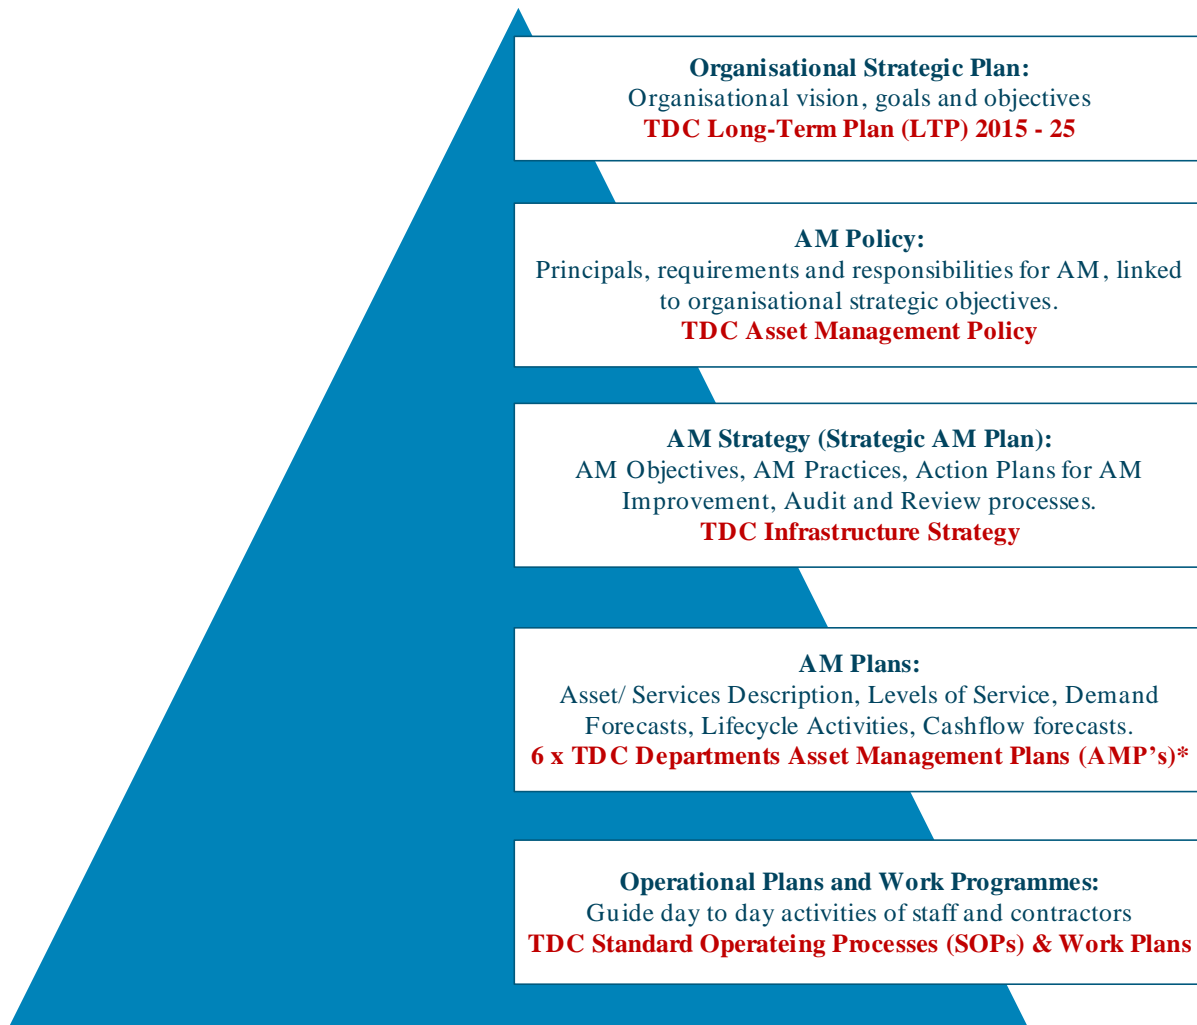 Organisational Strategic Plan:
Organisational vision, goals and objectives
TDC Long-Term Plan (LTP) 2015 - 25
AM Policy:
Principals, requirements and responsibilities for AM, linked
to organisational strategic objectives.
TDC Asset Management Policy
AM Strategy (Strategic AM Plan):
AM Objectives, AM Practices, Action Plans for AM
Improvement, Audit and Review processes.
TDC Infrastructure Strategy
AM Plans:
Asset/ Services Description, Levels of Service, Demand
Forecasts, Lifecycle Activities, Cashflow forecasts.
6 x TDC Departments Asset Management Plans (AMP’s)*
Operational Plans and Work Programmes:
Guide day to day activities of staff and contractors
TDC Standard Operateing Processes (SOPs) & Work Plans